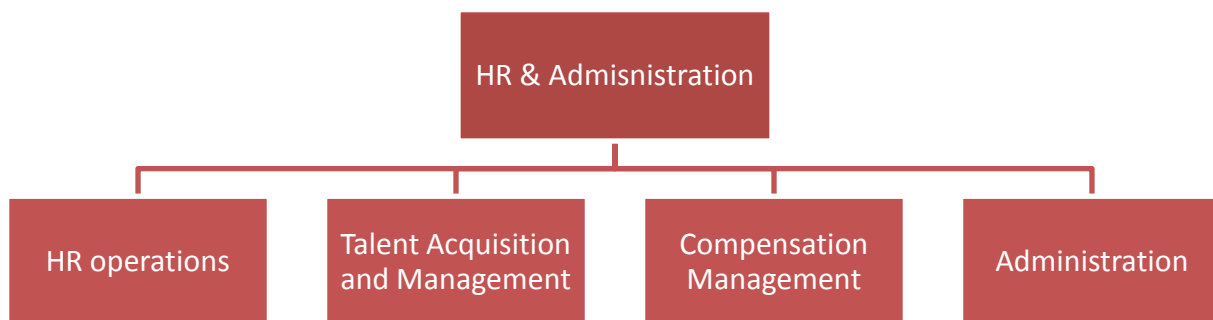 HR & Admisnistration
HR operations
Talent Acquisition
and Management
Compensation
Management
Administration